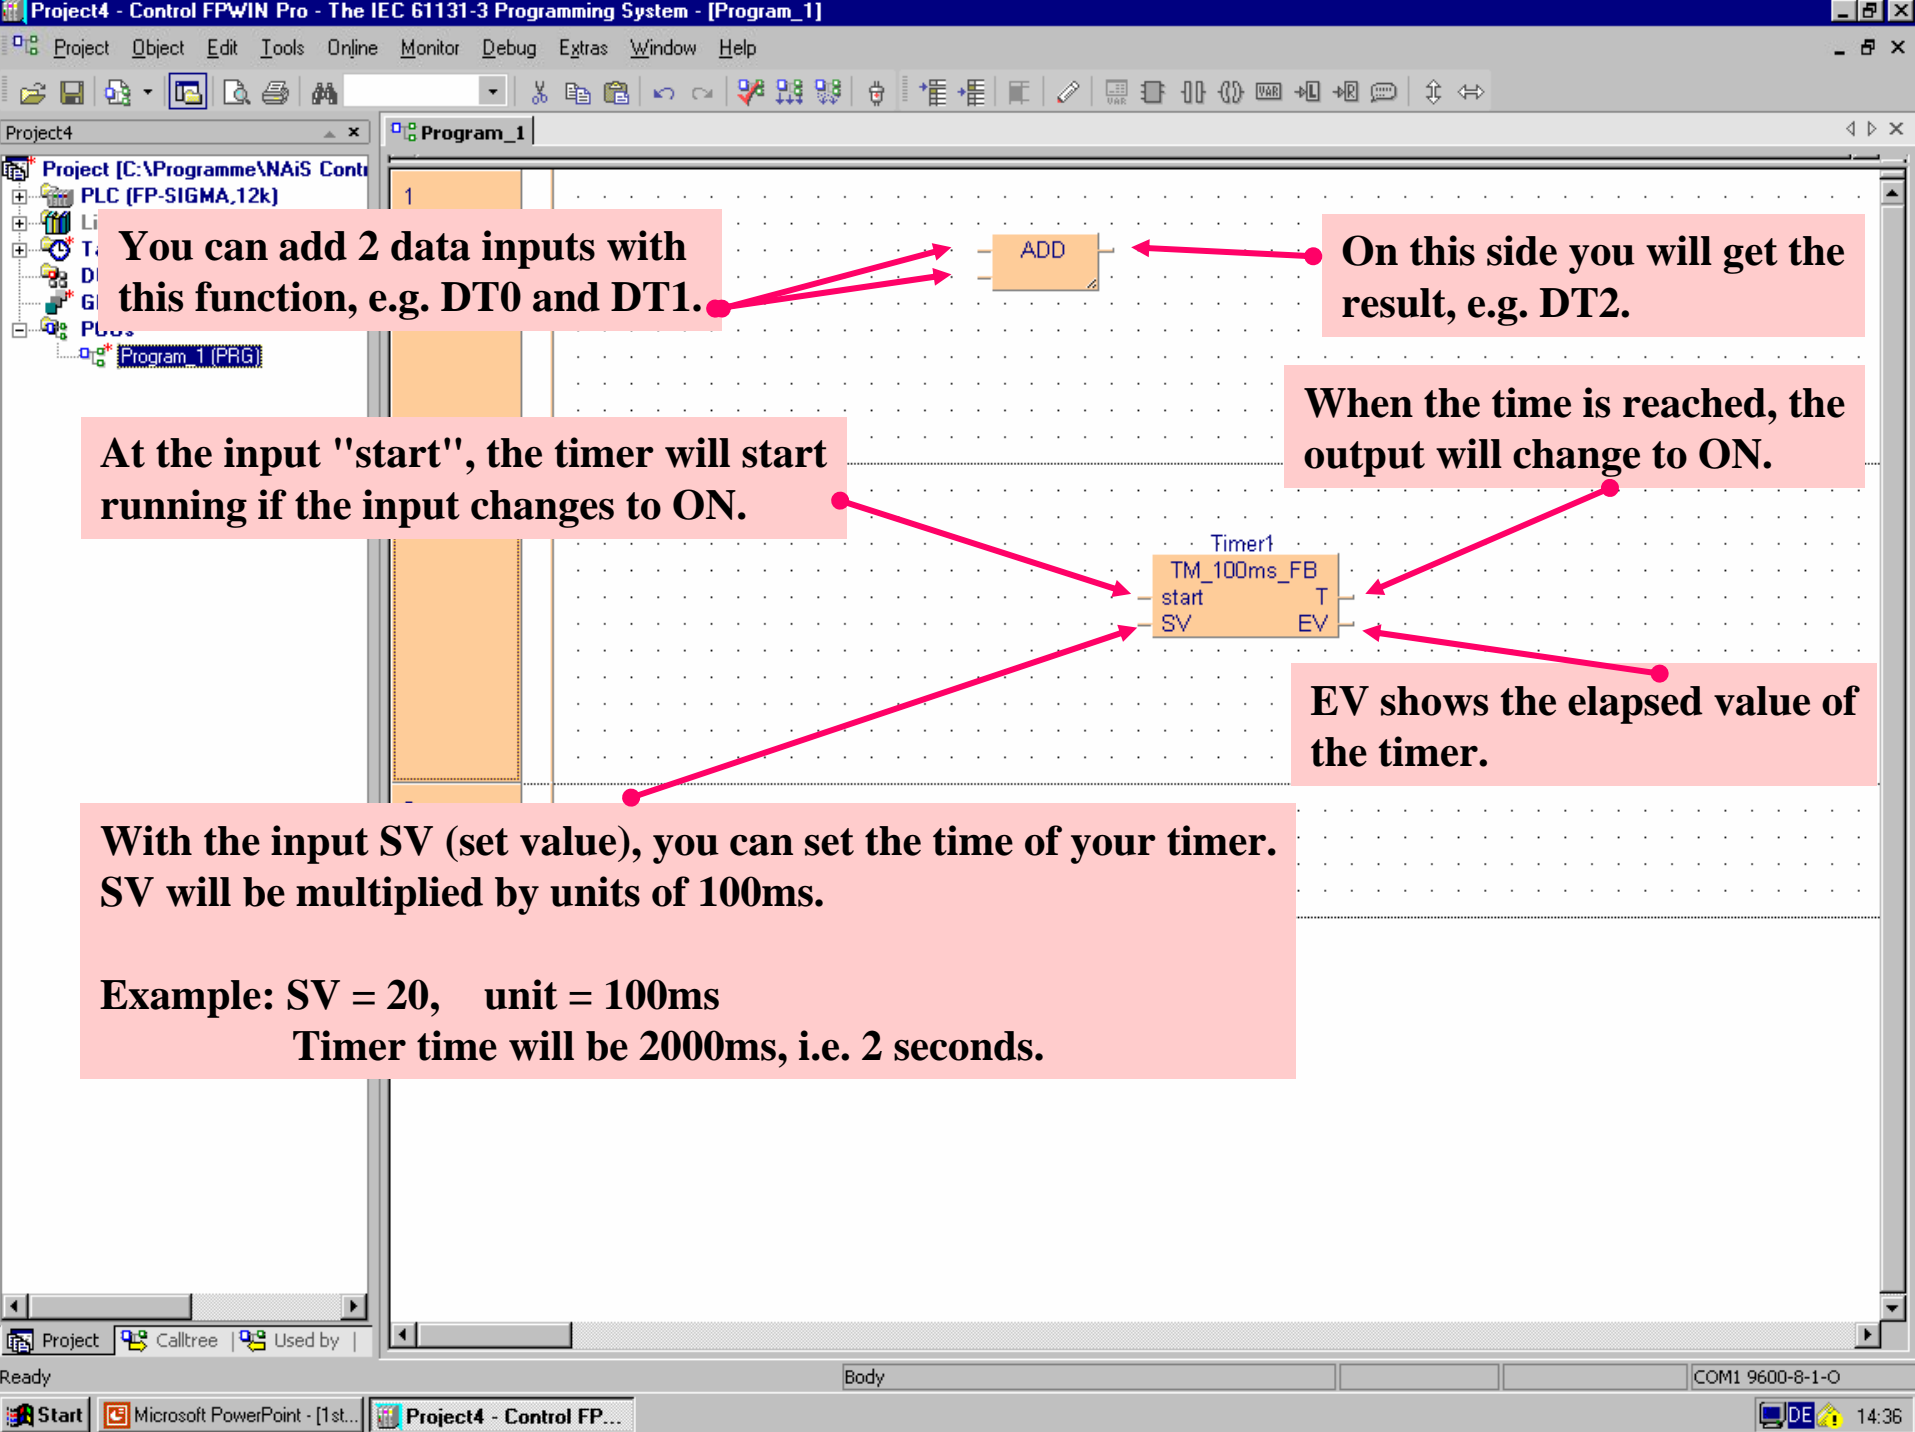 Project4 - Control FPWIN Pro - The IEC 61131-3 Programming System - [Program_1]
Project Object Edit Tools Online Monitor Debug Extras Window Help
Project4
Program_1
Project [C:\Programme\NAiS Contr
PLC (FP-SIGMA,12k)
1
You can add 2 data inputs with
this function, e.g. DT0 and DT1.
ADD
On this side you will get the
result, e.g. DT2.
Program_1 (PRG)
When the time is reached, the
output will change to ON.
At the input "start", the timer will start
running if the input changes to ON.
Timer1
TM_100ms_FB
start T
SV EV
EV shows the elapsed value of
the timer.
With the input SV (set value), you can set the time of your timer.
SV will be multiplied by units of 100ms.
Example: SV = 20, unit = 100ms
Timer time will be 2000ms, i.e. 2 seconds.
Project Calltree Used by
Ready Body COM1 9600-8-1-O
Start Microsoft PowerPoint - [1st... Project4 - Control FP... DE 14:36